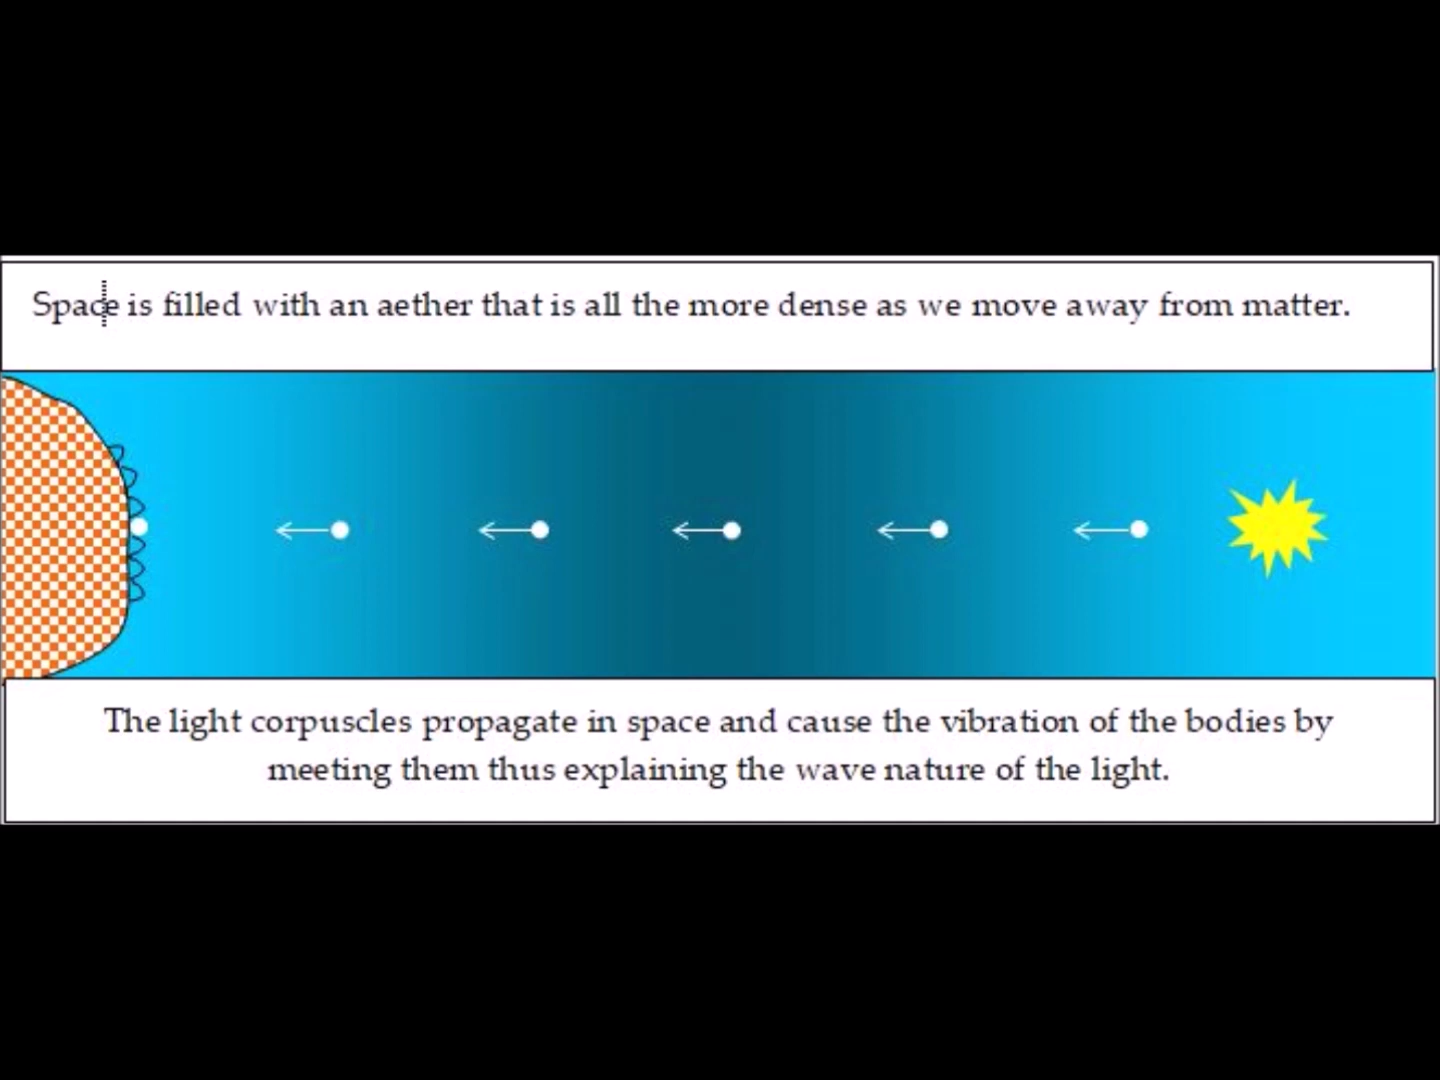 Space is filled with an aether that is all the more dense as we move away from matter.
The light corpuscles propagate in space and cause the vibration of the bodies by
meeting them thus explaining the wave nature of the light.